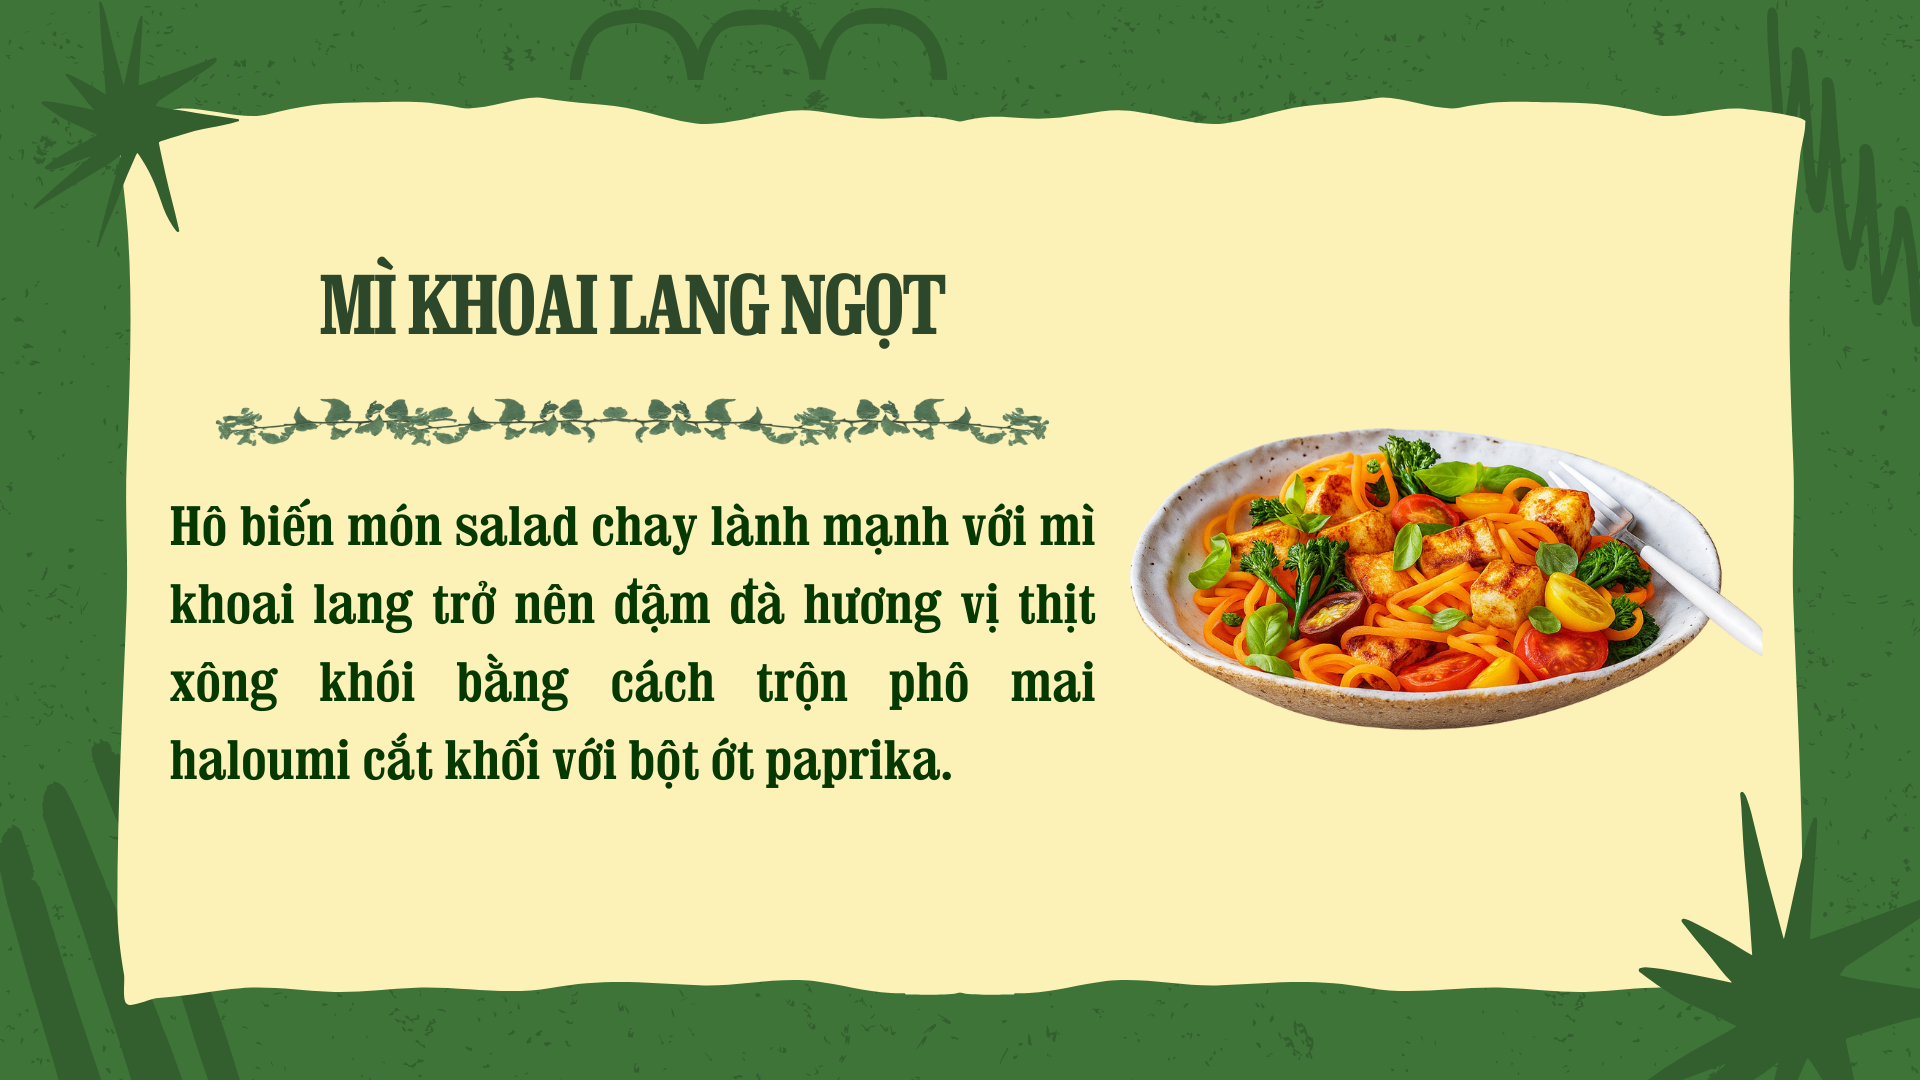 MÌ KHOAI LANG NGỌT
Hô biến món salad chay lành mạnh với mì
khoai lang trở nên đậm đà hương vị thịt
xông khói bằng cách trộn phô mai
haloumi cắt khối với bột ớt paprika.